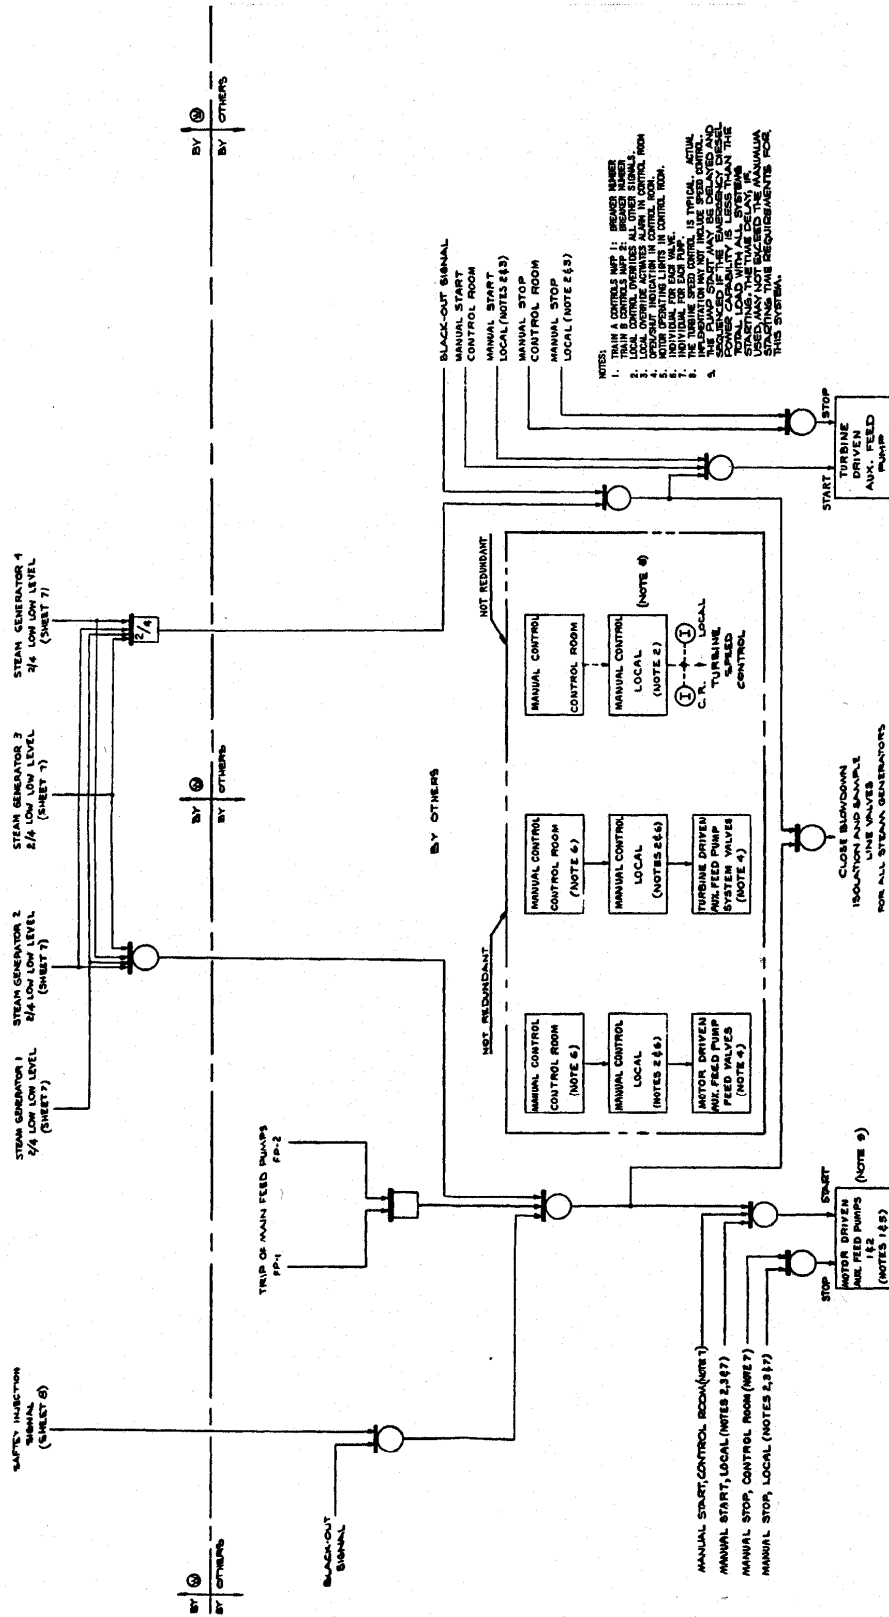 SAFETY INJECTION
SIGNAL
(SHEET 8)
STEAM GENERATOR 1
2/4 LOW LOW LEVEL
(SHEET 7)
STEAM GENERATOR 2
2/4 LOW LOW LEVEL
(SHEET 7)
STEAM GENERATOR 3
2/4 LOW LOW LEVEL
(SHEET 7)
STEAM GENERATOR 4
2/4 LOW LOW LEVEL
(SHEET 7)
2/4
BY W
BY OTHERS
BY W
BY OTHERS
BY W
BY OTHERS
BLACK-OUT
SIGNAL
TRIP OF MAIN FEED PUMPS
FP-1
FP-2
BY OTHERS
BLACK-OUT SIGNAL
MANUAL START
CONTROL ROOM
MANUAL START
LOCAL (NOTES 2&3)
MANUAL STOP
CONTROL ROOM
MANUAL STOP
LOCAL (NOTE 2&3)
NOT REDUNDANT
NOT REDUNDANT
MANUAL CONTROL
CONTROL ROOM
(NOTE 6)
MANUAL CONTROL
LOCAL
(NOTES 2&6)
MOTOR DRIVEN
AUX. FEED PUMP
FEED VALVES
(NOTE 4)
MANUAL CONTROL
CONTROL ROOM
(NOTE 6)
MANUAL CONTROL
LOCAL
(NOTES 2&6)
TURBINE DRIVEN
AUX. FEED PUMP
SYSTEM VALVES
(NOTE 4)
MANUAL CONTROL
CONTROL ROOM
MANUAL CONTROL
LOCAL
(NOTE 2)
(NOTE 8)
I
I
C.R.
LOCAL
TURBINE
SPEED
CONTROL
NOTES:
1. TRAIN A CONTROLS MAFP 1: BREAKER NUMBER
TRAIN B CONTROLS MAFP 2: BREAKER NUMBER
2. LOCAL CONTROL OVERRIDES ALL OTHER SIGNALS.
3. LOCAL OVERRIDE ACTUATES ALARM IN CONTROL ROOM
4. OPEN/SHUT INDICATION IN CONTROL ROOM.
5. MOTOR OPERATING LIGHTS IN CONTROL ROOM.
6. INDIVIDUAL FOR EACH VALVE.
7. INDIVIDUAL FOR EACH PUMP.
8. THE TURBINE SPEED CONTROL IS TYPICAL. ACTUAL
IMPLEMENTATION MAY NOT INCLUDE SPEED CONTROL.
9. THE PUMP START MAY BE DELAYED AND
SEQUENCED IF THE EMERGENCY DIESEL
POWER CAPABILITY IS LESS THAN THE
TOTAL LOAD WITH ALL SYSTEMS
STARTING. THE TIME DELAY, IF
USED, MAY NOT EXCEED THE MAXIMUM
STARTING TIME REQUIREMENTS FOR
THIS SYSTEM.
MANUAL START, CONTROL ROOM (NOTE 7)
MANUAL START, LOCAL (NOTES 2,3&7)
MANUAL STOP, CONTROL ROOM (NOTE 7)
MANUAL STOP, LOCAL (NOTES 2,3&7)
STOP
START
MOTOR DRIVEN
AUX. FEED PUMPS
1&2
(NOTES 1&5)
(NOTE 9)
CLOSE BLOWDOWN
ISOLATION AND SAMPLE
LINE VALVES
FOR ALL STEAM GENERATORS
START
STOP
TURBINE
DRIVEN
AUX. FEED
PUMP